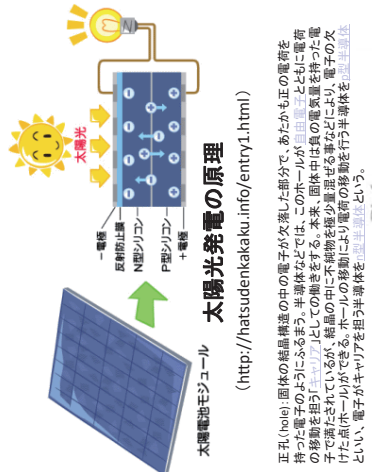 太陽光
－電極
反射防止膜
N型シリコン
P型シリコン
＋電極
太陽電池モジュール
太陽光発電の原理
(http://hatsudenkakaku.info/entry1.html)
正孔(hole):固体の結晶構造の中の電子が欠落した部分で、あたかも正の電荷を
持った電子のようにふるまう。半導体などでは、このホールが自由電子とともに電荷
の移動を担う「キャリア」としての働きをする。本来、固体中は負の電気量を持った電
子で満たされているが、結晶の中に不純物を極少量混ぜる事などにより、電子の欠
けた点(ホール)ができる。ホールの移動により電荷の移動を行う半導体をp型半導体
といい、電子がキャリアを担う半導体をn型半導体という。